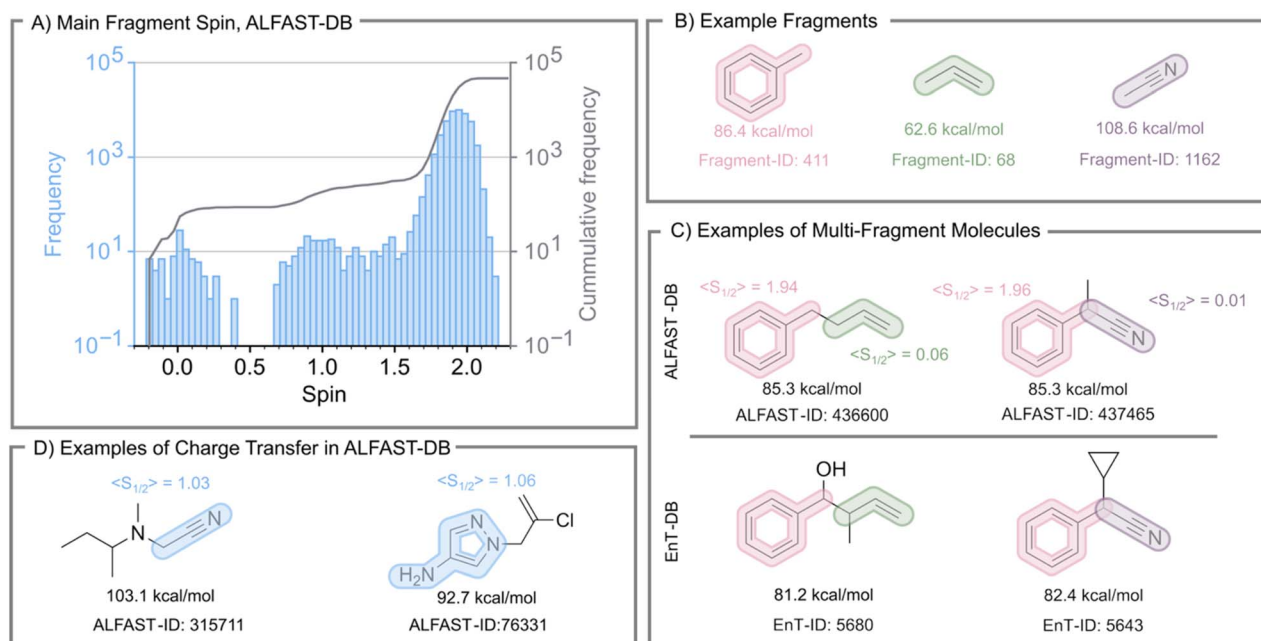 A) Main Fragment Spin, ALFAST-DB
10^5
10^3
10^1
10^−1
Frequency
10^5
10^3
10^1
10^−1
Cummulative frequency
0.0 0.5 1.0 1.5 2.0
Spin
B) Example Fragments
N
86.4 kcal/mol 62.6 kcal/mol 108.6 kcal/mol
Fragment-ID: 411 Fragment-ID: 68 Fragment-ID: 1162
C) Examples of Multi-Fragment Molecules
ALFAST-DB
<S1/2> = 1.94 <S1/2> = 1.96 <S1/2> = 0.01
N
<S1/2> = 0.06
85.3 kcal/mol 85.3 kcal/mol
ALFAST-ID: 436600 ALFAST-ID: 437465
EnT-DB
OH
N
81.2 kcal/mol 82.4 kcal/mol
EnT-ID: 5680 EnT-ID: 5643
D) Examples of Charge Transfer in ALFAST-DB
<S1/2> = 1.03 <S1/2> = 1.06
N N N N Cl
H2N
103.1 kcal/mol 92.7 kcal/mol
ALFAST-ID: 315711 ALFAST-ID:76331